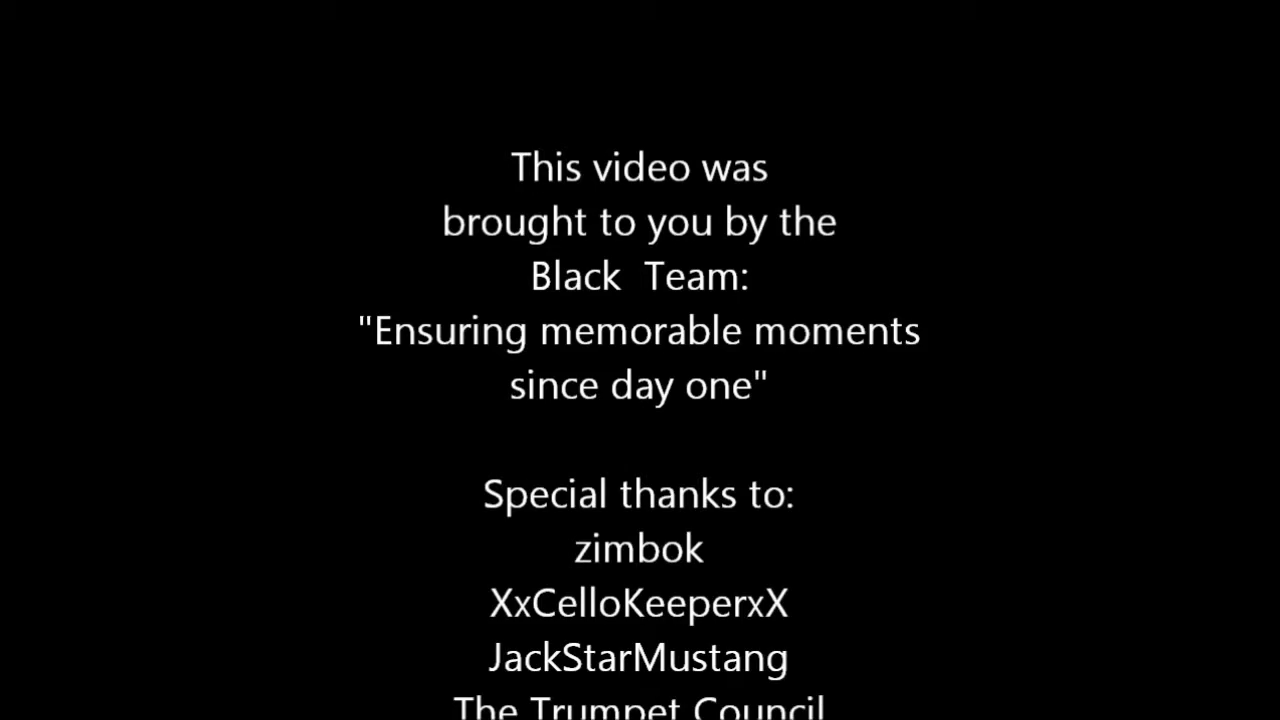 This video was
brought to you by the
Black  Team:
"Ensuring memorable moments
since day one"
Special thanks to:
zimbok
XxCelloKeeperxX
JackStarMustang
The Trumpet Council